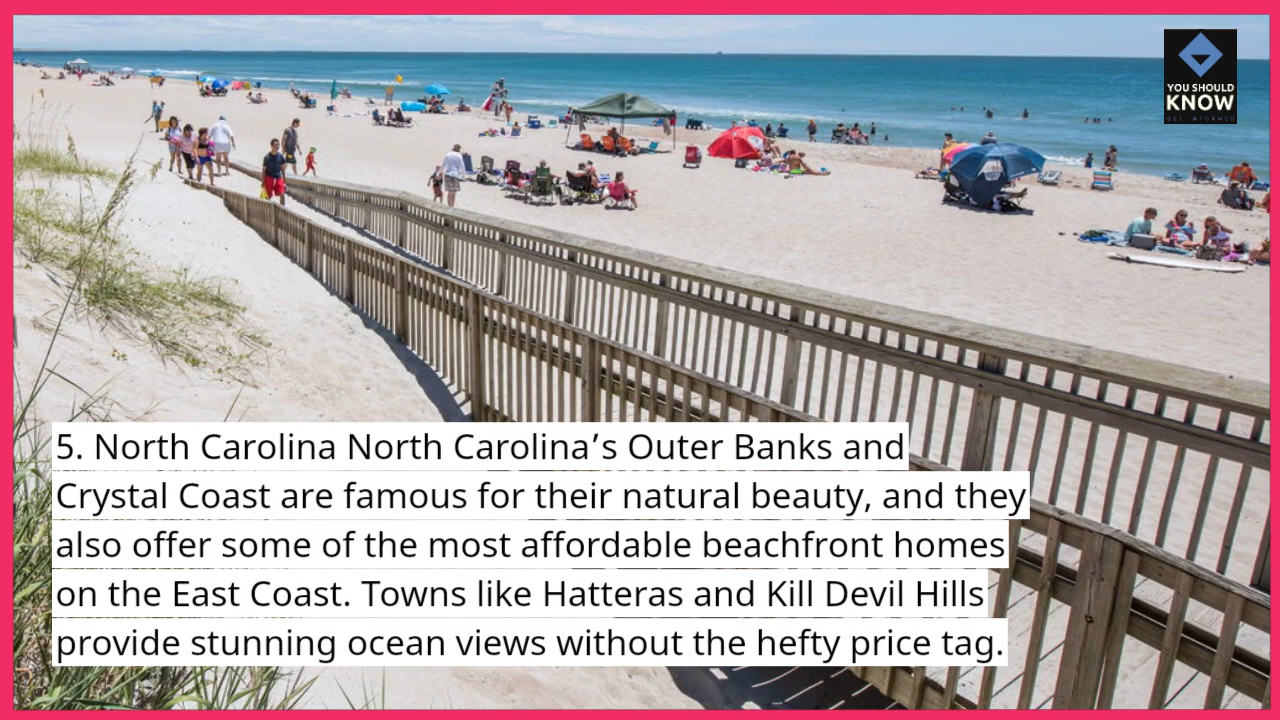 YOU SHOULD
KNOW
GET INFORMED
5. North Carolina North Carolina’s Outer Banks and
Crystal Coast are famous for their natural beauty, and they
also offer some of the most affordable beachfront homes
on the East Coast. Towns like Hatteras and Kill Devil Hills
provide stunning ocean views without the hefty price tag.